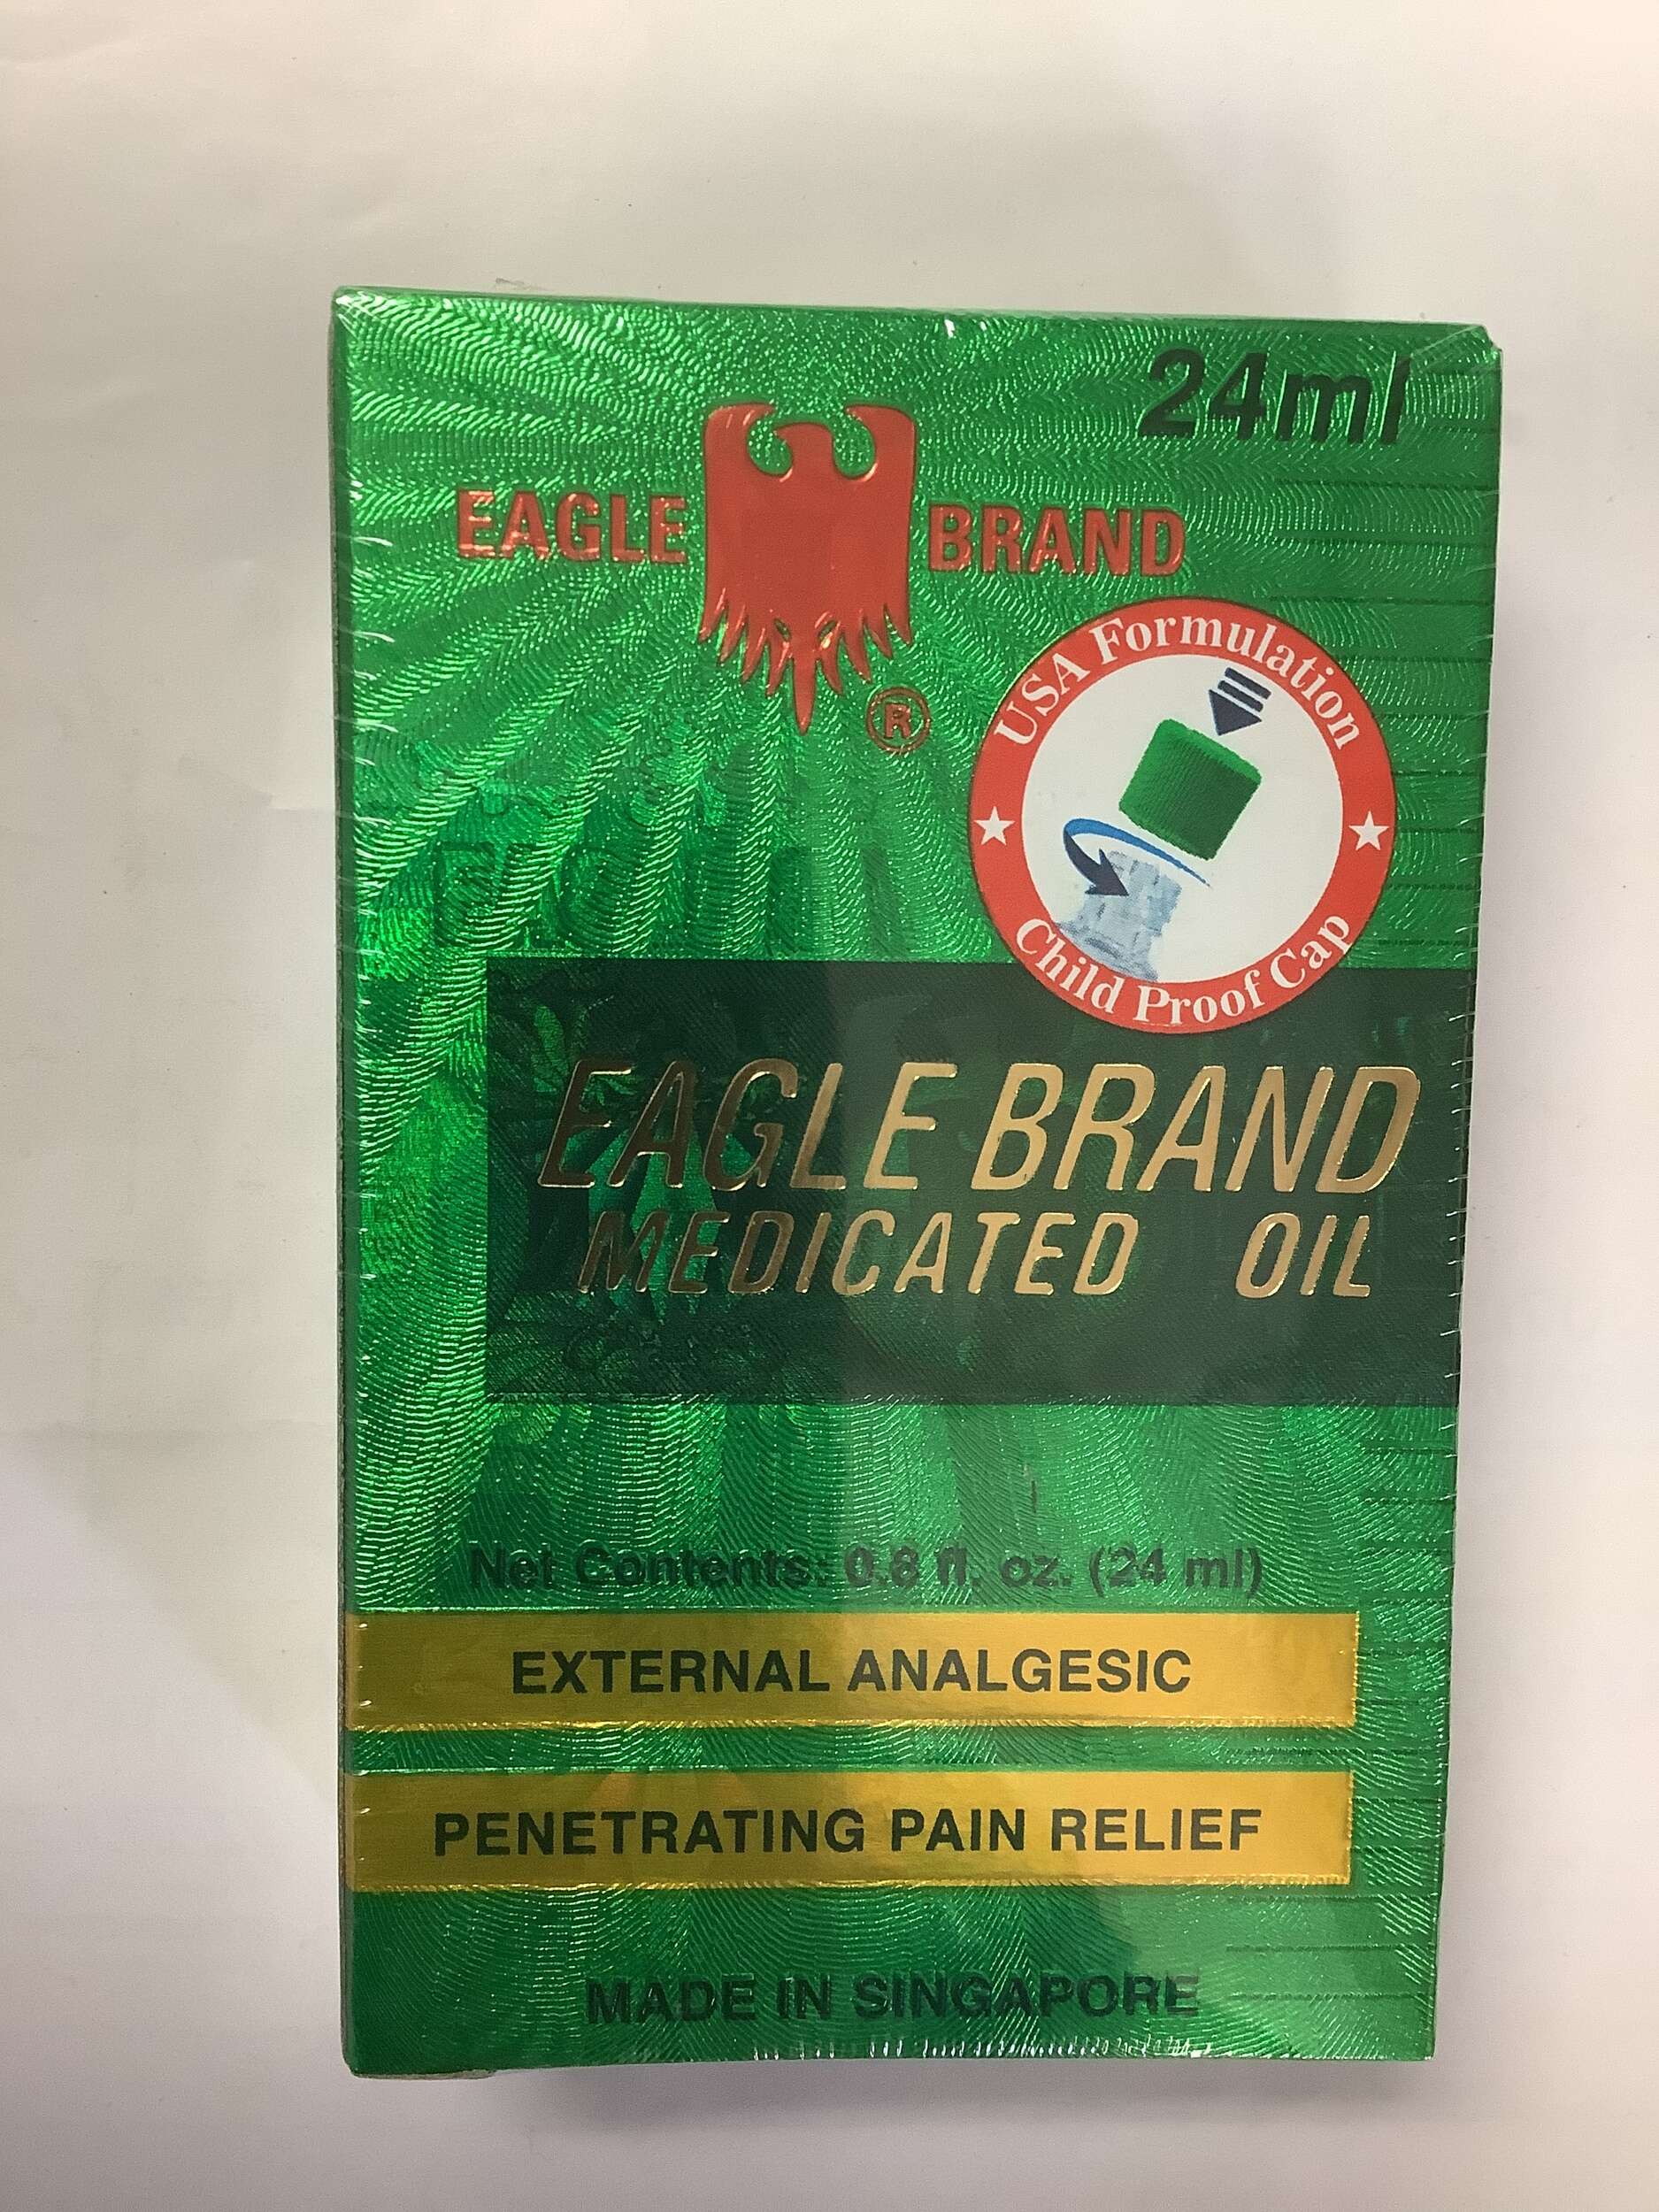 24ml
EAGLE BRAND
®
USA Formulation
Child Proof Cap
EAGLE BRAND
MEDICATED OIL
Net Contents: 0.8 fl. oz. (24 ml)
EXTERNAL ANALGESIC
PENETRATING PAIN RELIEF
MADE IN SINGAPORE